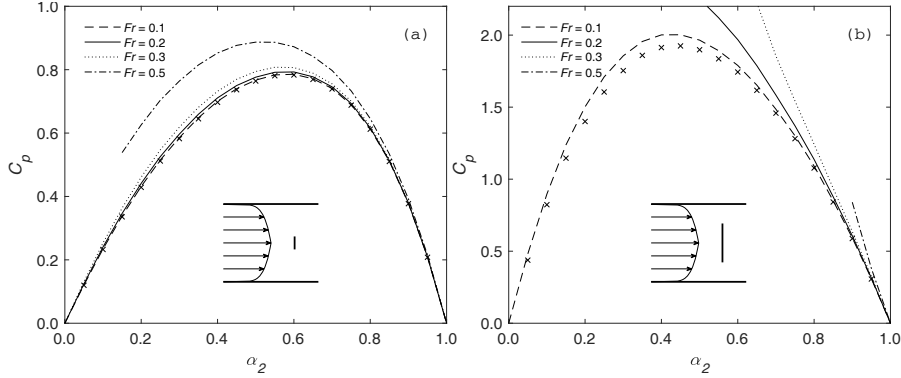 Fr = 0.1
Fr = 0.2
Fr = 0.3
Fr = 0.5
(a)
1.0
0.8
0.6
0.4
0.2
0.0
C_p
0.0 0.2 0.4 0.6 0.8 1.0
α_2
Fr = 0.1
Fr = 0.2
Fr = 0.3
Fr = 0.5
(b)
2.0
1.5
1.0
0.5
0.0
C_p
0.0 0.2 0.4 0.6 0.8 1.0
α_2